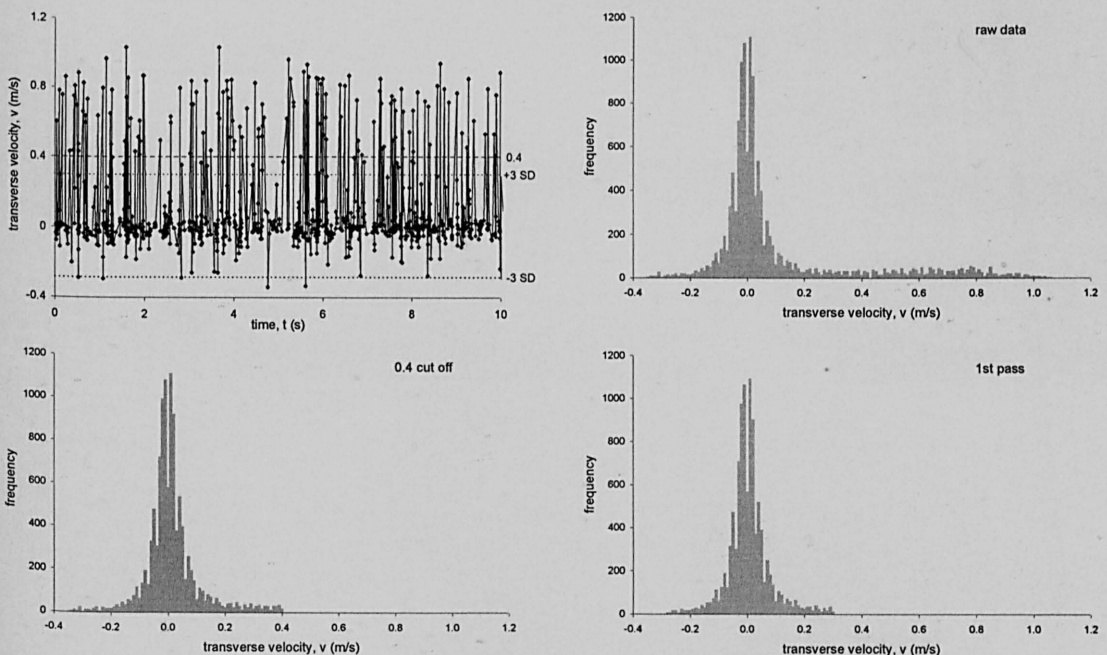 1.2
0.8
0.4
0
-0.4
transverse velocity, v (m/s)
0.4
+3 SD
-3 SD
0 2 4 6 8 10
time, t (s)
raw data
1200
1000
800
600
400
200
0
frequency
-0.4 -0.2 0.0 0.2 0.4 0.6 0.8 1.0 1.2
transverse velocity, v (m/s)
0.4 cut off
1200
1000
800
600
400
200
0
frequency
-0.4 -0.2 0.0 0.2 0.4 0.6 0.8 1.0 1.2
transverse velocity, v (m/s)
1st pass
1200
1000
800
600
400
200
0
frequency
-0.4 -0.2 0.0 0.2 0.4 0.6 0.8 1.0 1.2
transverse velocity, v (m/s)